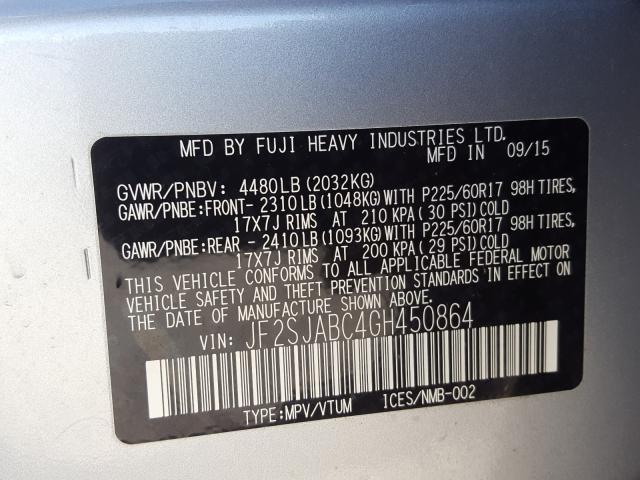 MFD BY FUJI HEAVY INDUSTRIES LTD.
MFD IN 09/15
GVWR/PNBV: 4480LB (2032KG)
GAWR/PNBE:FRONT- 2310LB (1048KG) WITH P225/60R17 98H TIRES,
17X7J RIMS AT 210 KPA (30 PSI) COLD
GAWR/PNBE:REAR - 2410LB (1093KG) WITH P225/60R17 98H TIRES,
17X7J RIMS AT 200 KPA (29 PSI) COLD
THIS VEHICLE CONFORMS TO ALL APPLICABLE FEDERAL MOTOR
VEHICLE SAFETY AND THEFT PREVENTION STANDARDS IN EFFECT
ON THE DATE OF MANUFACTURE SHOWN ABOVE.
VIN: JF2SJABC4GH450864
TYPE:MPV/VTUM ICES/NMB-002